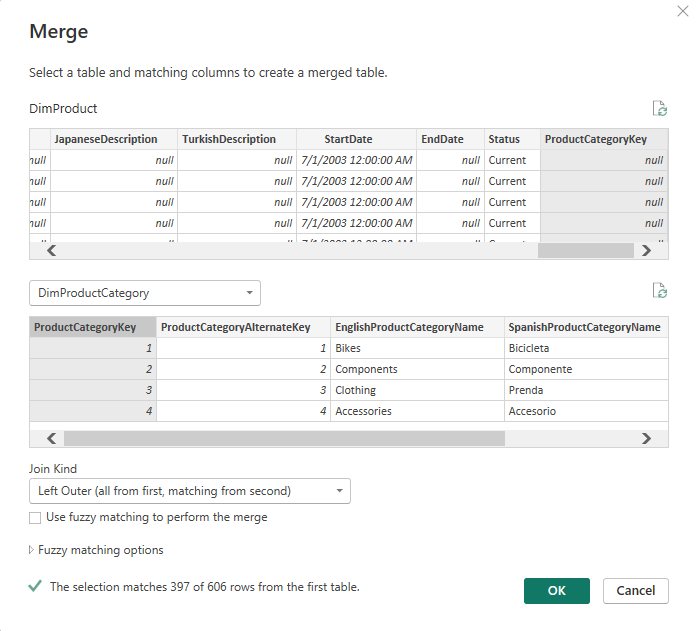 Merge
Select a table and matching columns to create a merged table.
DimProduct
JapaneseDescription TurkishDescription StartDate EndDate Status ProductCategoryKey
null null null 7/1/2003 12:00:00 AM null Current null
null null null 7/1/2003 12:00:00 AM null Current null
null null null 7/1/2003 12:00:00 AM null Current null
null null null 7/1/2003 12:00:00 AM null Current null
DimProductCategory
ProductCategoryKey ProductCategoryAlternateKey EnglishProductCategoryName SpanishProductCategoryName
1 1 Bikes Bicicleta
2 2 Components Componente
3 3 Clothing Prenda
4 4 Accessories Accesorio
Join Kind
Left Outer (all from first, matching from second)
Use fuzzy matching to perform the merge
Fuzzy matching options
The selection matches 397 of 606 rows from the first table.
OK Cancel